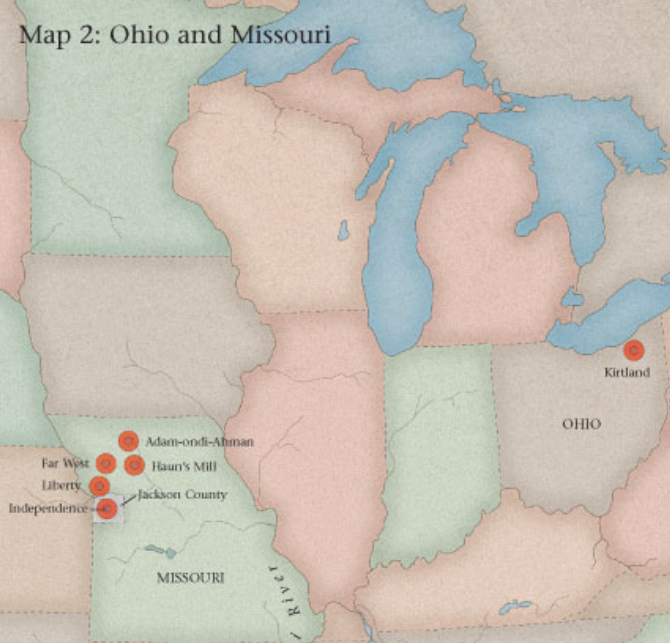 Map 2: Ohio and Missouri
Kirtland
OHIO
Adam-ondi-Ahman
Far West
Haun's Mill
Liberty
Jackson County
Independence
MISSOURI
River